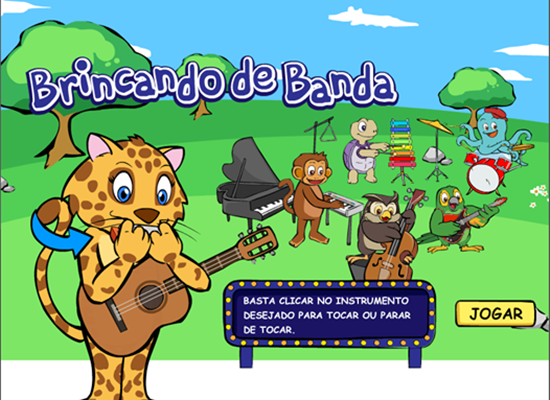 Brincando de Banda
BASTA CLICAR NO INSTRUMENTO
DESEJADO PARA TOCAR OU PARAR
DE TOCAR.
JOGAR